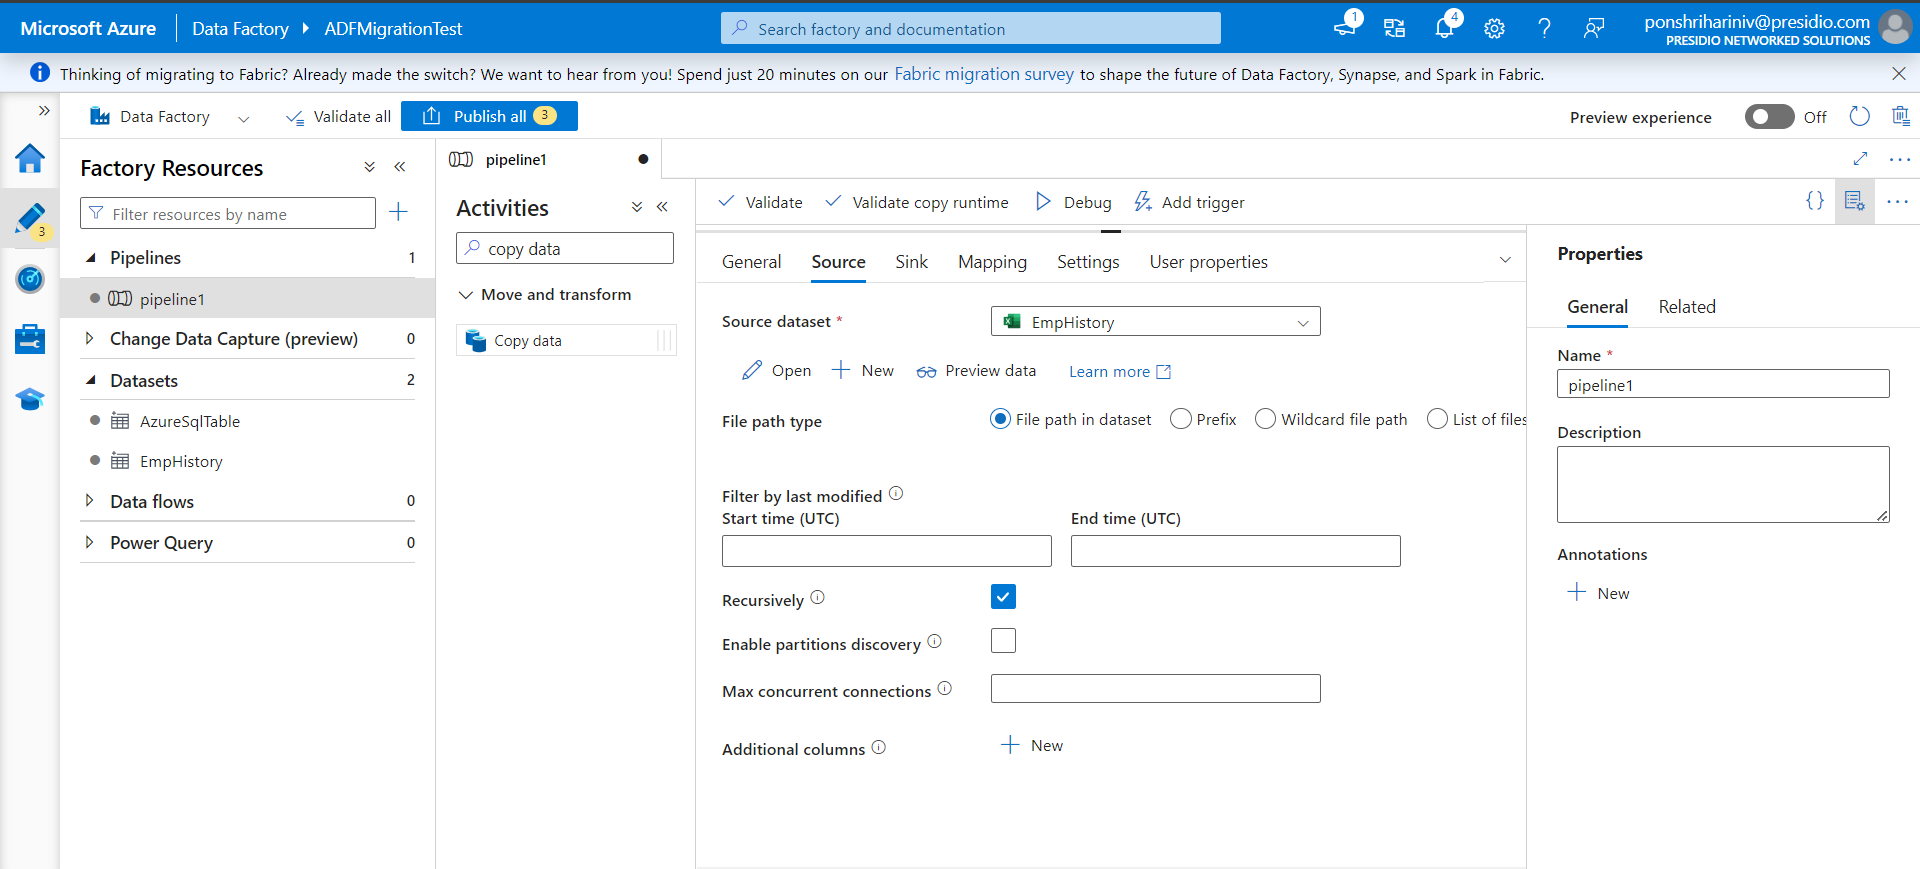 Microsoft Azure
Data Factory
ADFMigrationTest
Search factory and documentation
1
4
ponshrihariniv@presidio.com
PRESIDIO NETWORKED SOLUTIONS
Thinking of migrating to Fabric? Already made the switch? We want to hear from you! Spend just 20 minutes on our Fabric migration survey to shape the future of Data Factory, Synapse, and Spark in Fabric.
Data Factory
Validate all
Publish all 3
Preview experience
Off
3
Factory Resources
Filter resources by name
Pipelines 1
pipeline1
Change Data Capture (preview) 0
Datasets 2
AzureSqlTable
EmpHistory
Data flows 0
Power Query 0
pipeline1
Activities
copy data
Move and transform
Copy data
Validate
Validate copy runtime
Debug
Add trigger
{}
General
Source
Sink
Mapping
Settings
User properties
Source dataset *
EmpHistory
Open
New
Preview data
Learn more
File path type
File path in dataset
Prefix
Wildcard file path
List of files
Filter by last modified
Start time (UTC)
End time (UTC)
Recursively
Enable partitions discovery
Max concurrent connections
Additional columns
New
Properties
General
Related
Name *
pipeline1
Description
Annotations
New